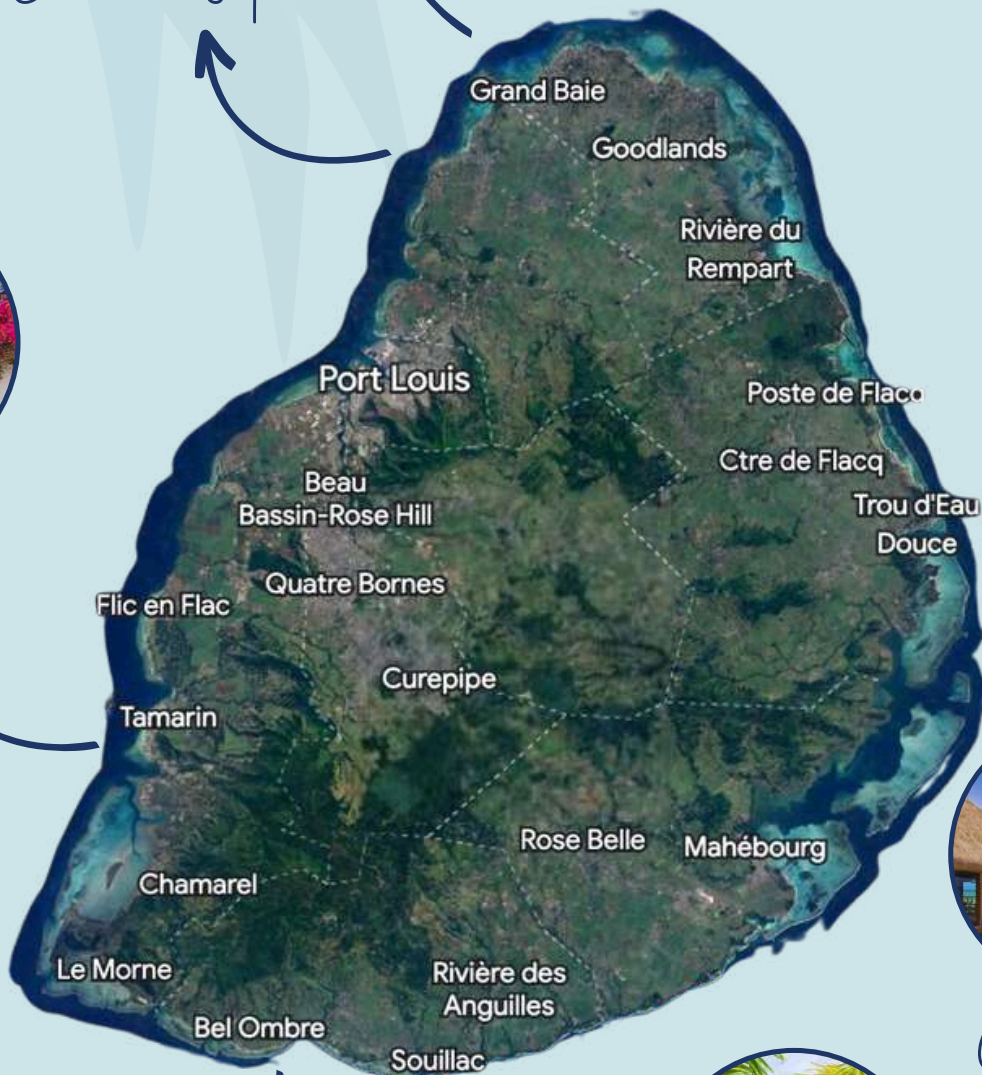 Grand Baie
Goodlands
Rivière du
Rempart
Port Louis
Poste de Flacq
Ctre de Flacq
Beau
Bassin-Rose Hill
Trou d'Eau
Douce
Quatre Bornes
Flic en Flac
Curepipe
Tamarin
Rose Belle
Mahébourg
Chamarel
Le Morne
Rivière des
Anguilles
Bel Ombre
Souillac